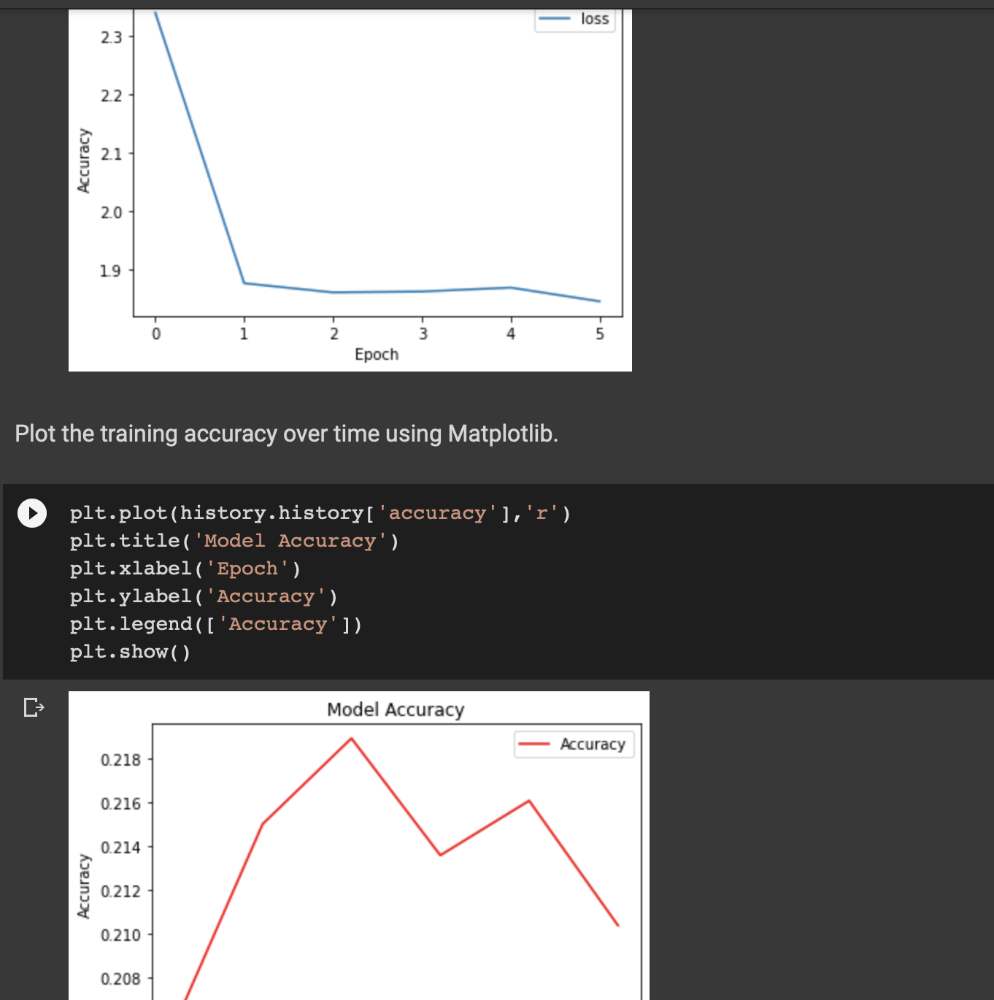 loss
2.3
2.2
2.1
2.0
1.9
Accuracy
0 1 2 3 4 5
Epoch
Plot the training accuracy over time using Matplotlib.
plt.plot(history.history['accuracy'],'r')
plt.title('Model Accuracy')
plt.xlabel('Epoch')
plt.ylabel('Accuracy')
plt.legend(['Accuracy'])
plt.show()
Model Accuracy
Accuracy
0.218
0.216
0.214
0.212
0.210
0.208
Accuracy